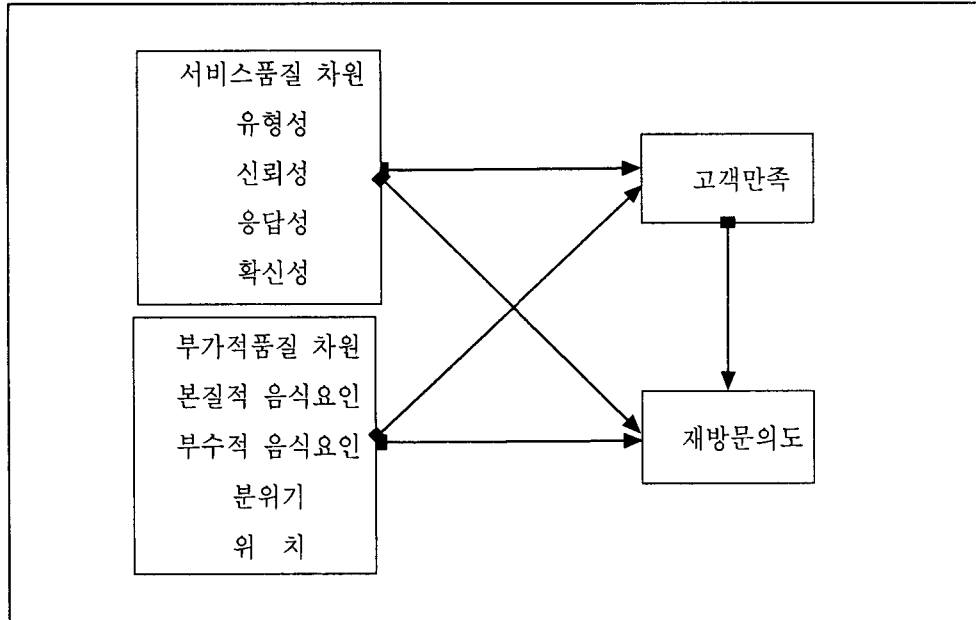 서비스품질 차원
유형성
신뢰성
응답성
확신성
고객만족
부가적품질 차원
본질적 음식요인
부수적 음식요인
분위기
위 치
재방문의도